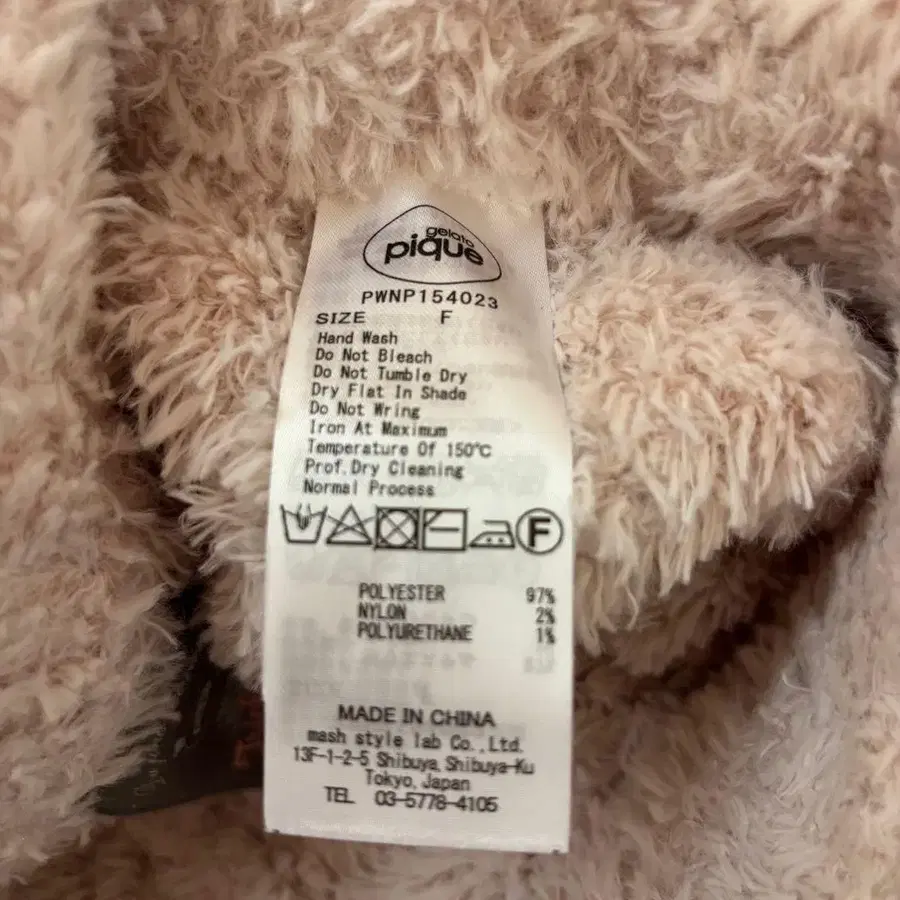 gelato
pique
PWNP154023
SIZE F
Hand Wash
Do Not Bleach
Do Not Tumble Dry
Dry Flat In Shade
Do Not Wring
Iron At Maximum
Temperature Of 150℃
Prof.Dry Cleaning
Normal Process
F
POLYESTER 97%
NYLON 2%
POLYURETHANE 1%
MADE IN CHINA
mash style lab Co.,Ltd.
13F-1-2-5 Shibuya Shibuya-Ku
Tokyo,Japan
TEL 03-5778-4105